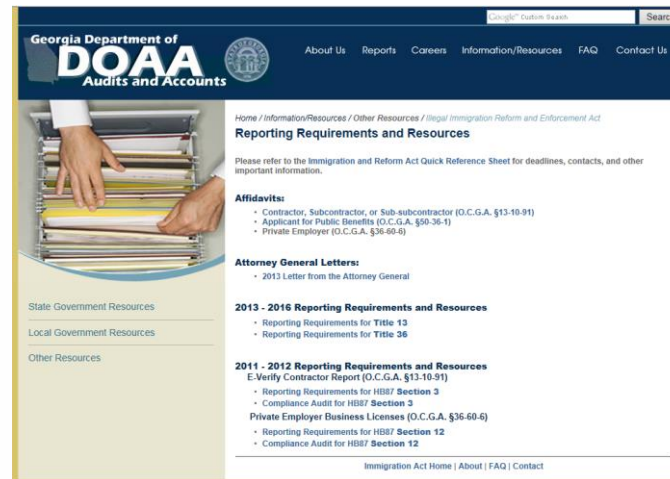 Google™ Custom Search
Searc
Georgia Department of
DOAA
Audits and Accounts
About Us Reports Careers Information/Resources FAQ Contact Us
Home / Information/Resources / Other Resources / Illegal Immigration Reform and Enforcement Act
Reporting Requirements and Resources
Please refer to the Immigration and Reform Act Quick Reference Sheet for deadlines, contacts, and other
important information.
Affidavits:
• Contractor, Subcontractor, or Sub-subcontractor (O.C.G.A. §13-10-91)
• Applicant for Public Benefits (O.C.G.A. §50-36-1)
• Private Employer (O.C.G.A. §36-60-6)
Attorney General Letters:
• 2013 Letter from the Attorney General
State Government Resources
Local Government Resources
Other Resources
2013 - 2016 Reporting Requirements and Resources
• Reporting Requirements for Title 13
• Reporting Requirements for Title 36
2011 - 2012 Reporting Requirements and Resources
E-Verify Contractor Report (O.C.G.A. §13-10-91)
• Reporting Requirements for HB87 Section 3
• Compliance Audit for HB87 Section 3
Private Employer Business Licenses (O.C.G.A. §36-60-6)
• Reporting Requirements for HB87 Section 12
• Compliance Audit for HB87 Section 12
Immigration Act Home | About | FAQ | Contact